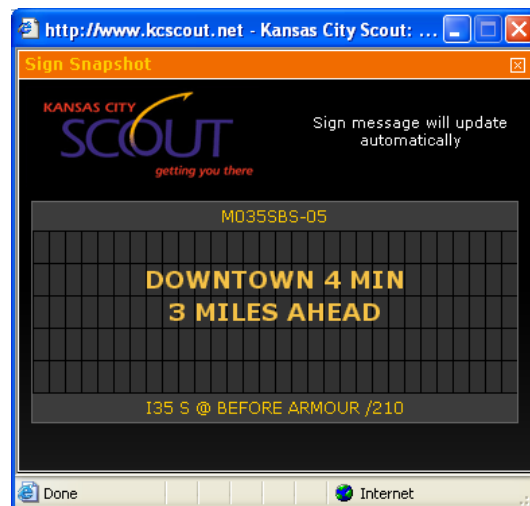 http://www.kcscout.net - Kansas City Scout: ...
Sign Snapshot
KANSAS CITY
SCOUT
getting you there
Sign message will update
automatically
M035SBS-05
DOWNTOWN 4 MIN
3 MILES AHEAD
I35 S @ BEFORE ARMOUR /210
Done
Internet